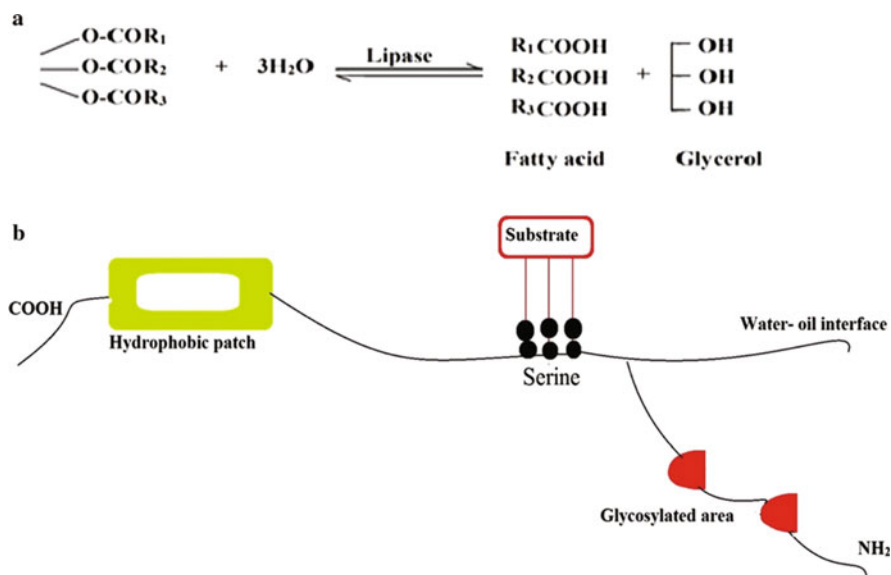 a
O-COR₁
O-COR₂ + 3H₂O Lipase R₂COOH + OH
O-COR₃
R₁COOH OH
R₃COOH OH
Fatty acid Glycerol
b
Substrate
COOH
Hydrophobic patch
Serine
Water- oil interface
Glycosylated area
NH₂